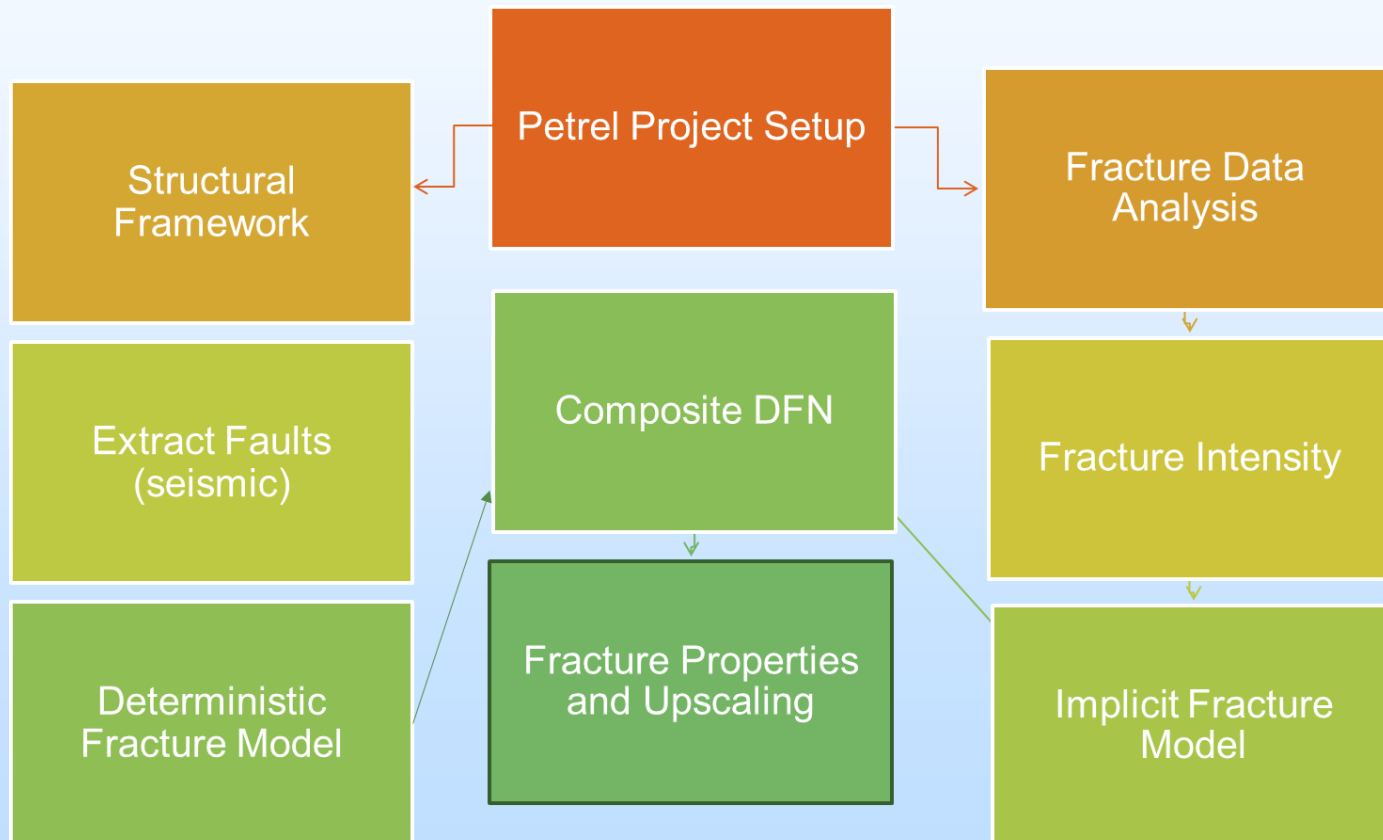 Petrel Project Setup
Structural
Framework
Fracture Data
Analysis
Extract Faults
(seismic)
Composite DFN
Fracture Intensity
Deterministic
Fracture Model
Fracture Properties
and Upscaling
Implicit Fracture
Model